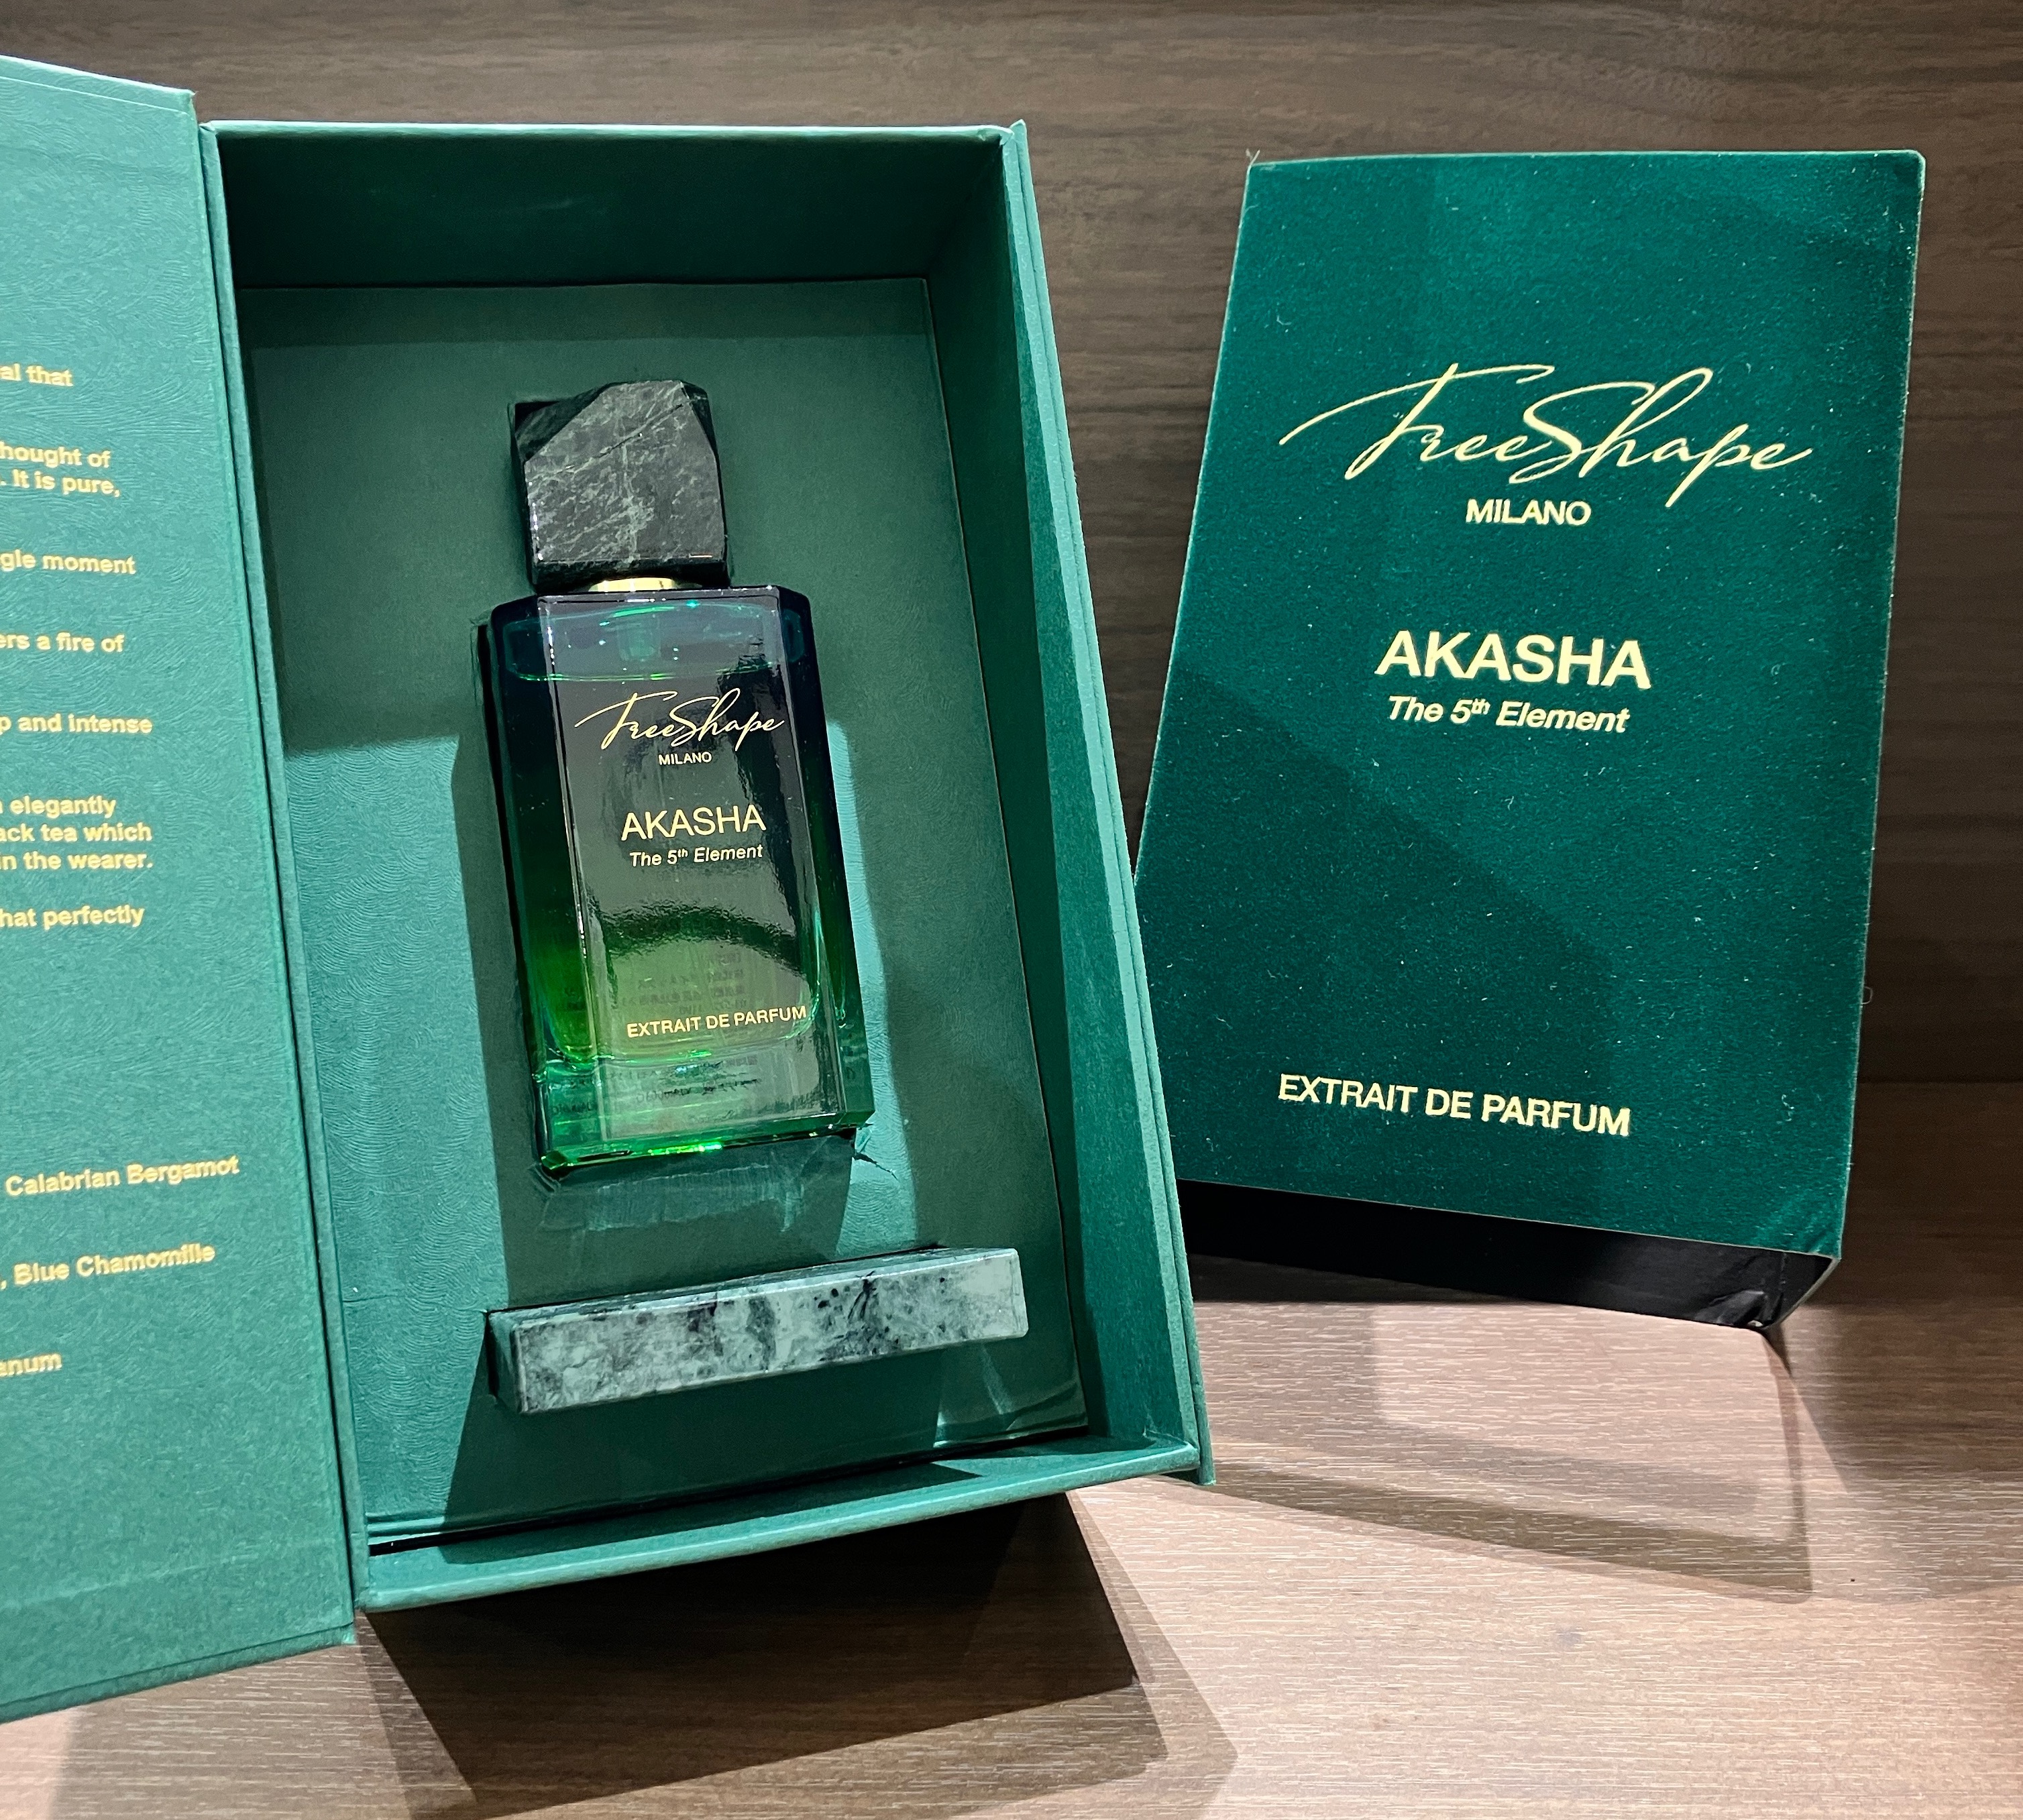 al that
hought of
. It is pure,
gle moment
ers a fire of
p and intense
elegantly
ack tea which
in the wearer.
hat perfectly
Calabrian Bergamot
, Blue Chamomille
anum
FreeShape
MILANO
AKASHA
The 5th Element
EXTRAIT DE PARFUM
FreeShape
MILANO
AKASHA
The 5th Element
EXTRAIT DE PARFUM